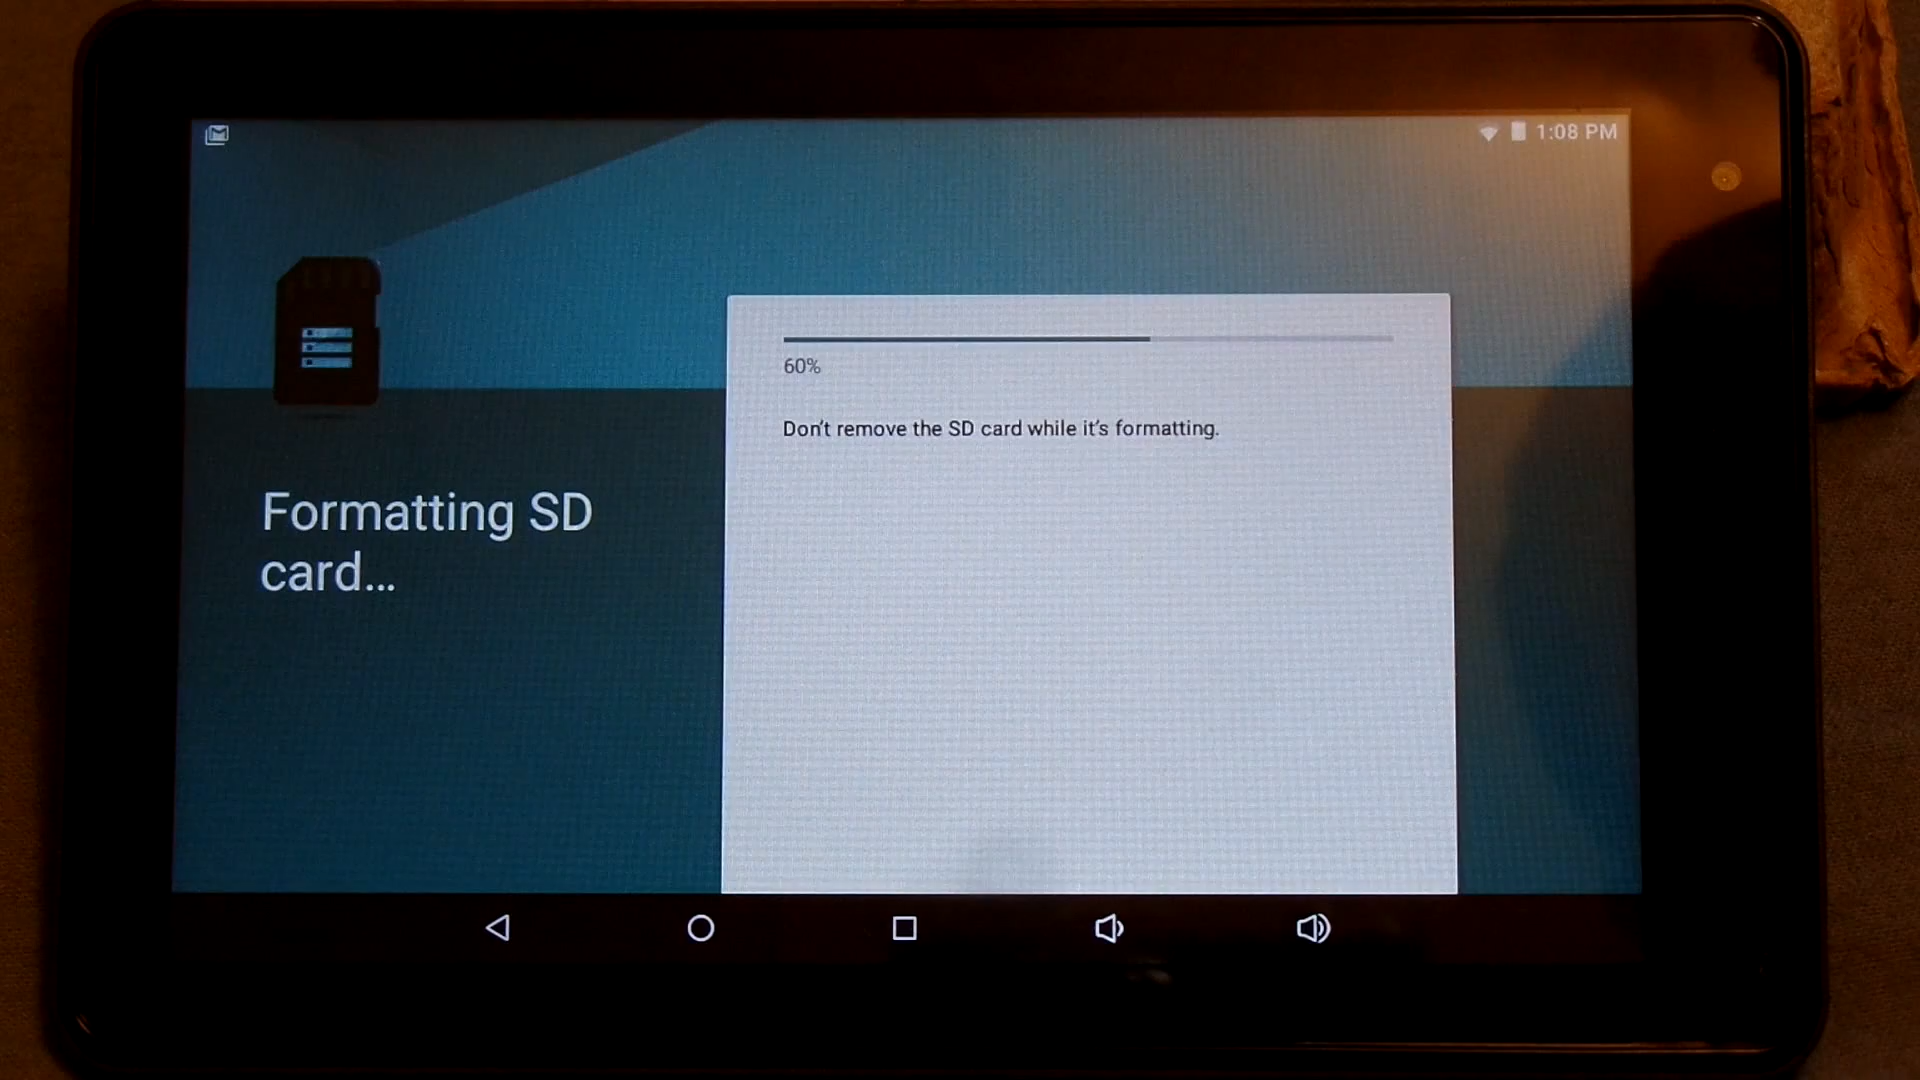 1:08 PM
60%
Don't remove the SD card while it's formatting.
Formatting SD
card...